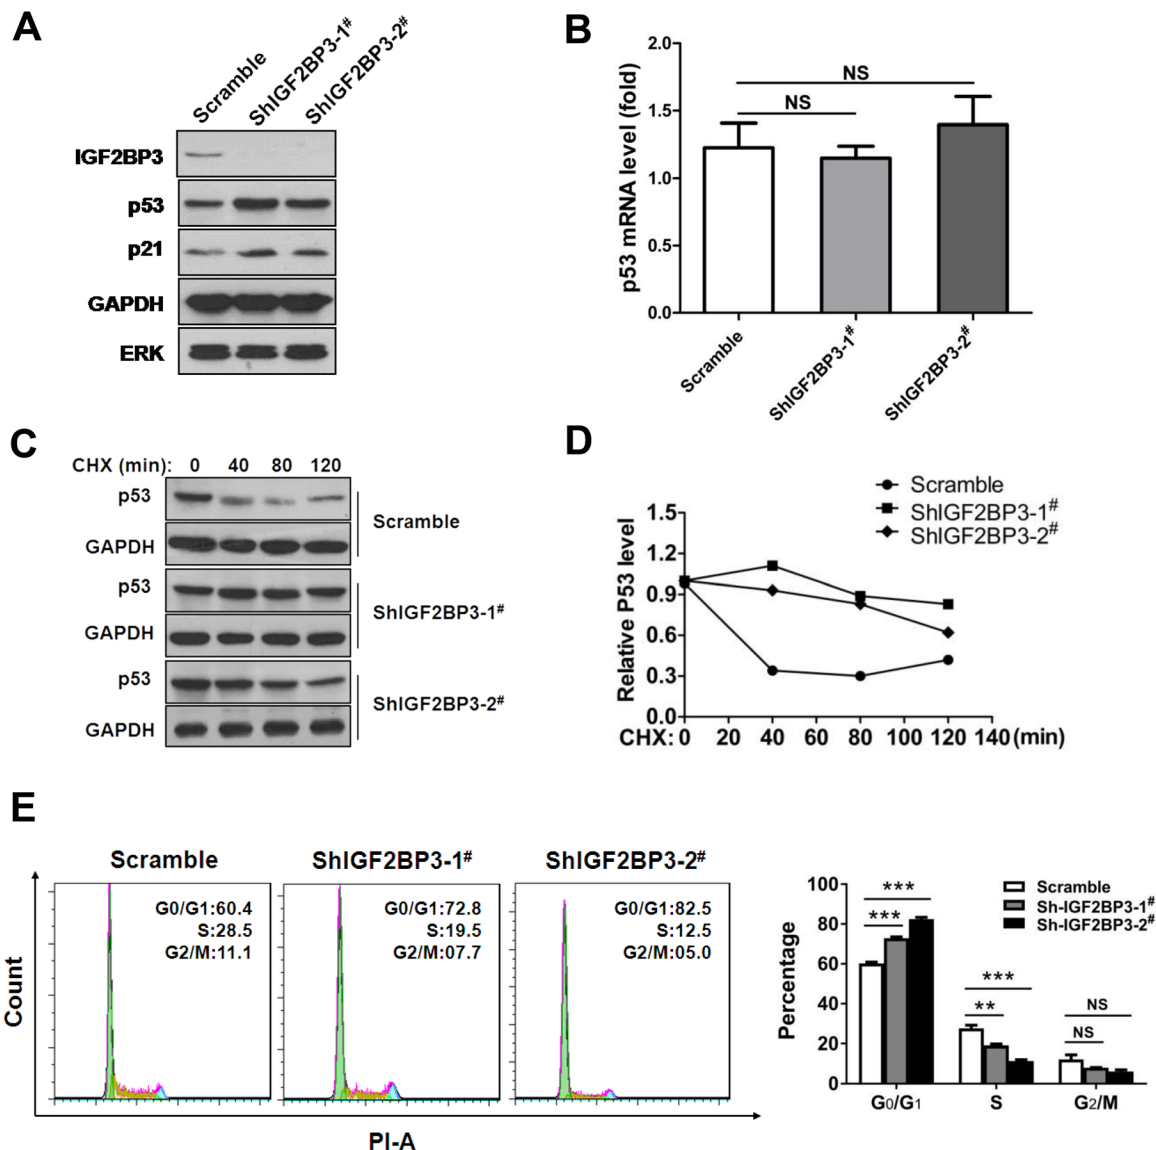 A
Scramble
ShIGF2BP3-1#
ShIGF2BP3-2#
IGF2BP3
p53
p21
GAPDH
ERK
B
p53 mRNA level (fold)
2.0
1.5
1.0
0.5
0.0
NS
NS
Scramble
ShIGF2BP3-1#
ShIGF2BP3-2#
C
CHX (min): 0 40 80 120
p53
GAPDH
Scramble
p53
GAPDH
ShIGF2BP3-1#
p53
GAPDH
ShIGF2BP3-2#
D
Scramble
ShIGF2BP3-1#
ShIGF2BP3-2#
Relative P53 level
1.5
1.2
0.9
0.6
0.3
0.0
CHX: 0 20 40 60 80 100 120 140 (min)
E
Count
Scramble
G0/G1:60.4
S:28.5
G2/M:11.1
ShIGF2BP3-1#
G0/G1:72.8
S:19.5
G2/M:07.7
ShIGF2BP3-2#
G0/G1:82.5
S:12.5
G2/M:05.0
PI-A
Percentage
100
80
60
40
20
0
***
***
***
**
NS
NS
Scramble
Sh-IGF2BP3-1#
Sh-IGF2BP3-2#
G0/G1 S G2/M